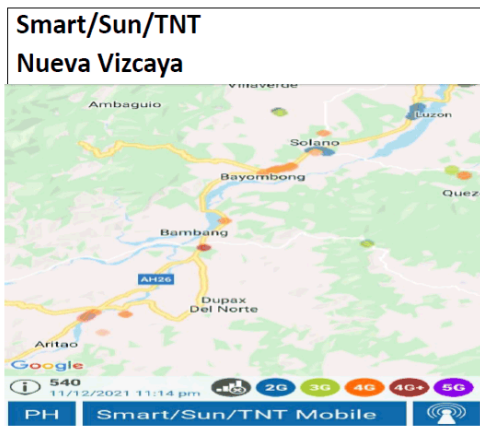 Smart/Sun/TNT
Nueva Vizcaya
Villaverde
Ambaguio
Luzon
Solano
Bayombong
Quez
Bambang
AH26
Dupax
Del Norte
Aritao
Google
540
11/12/2021 11:14 pm
2G 3G 4G 4G+ 5G
PH Smart/Sun/TNT Mobile